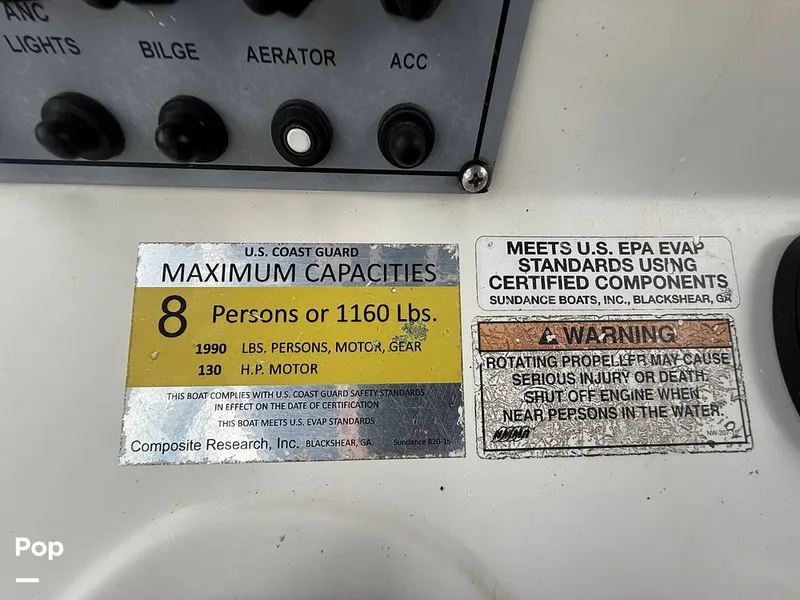 ANC
LIGHTS
BILGE
AERATOR
ACC
U.S. COAST GUARD
MAXIMUM CAPACITIES
8 Persons or 1160 Lbs.
1990 LBS. PERSONS, MOTOR, GEAR
130 H.P. MOTOR
THIS BOAT COMPLIES WITH U.S. COAST GUARD SAFETY STANDARDS
IN EFFECT ON THE DATE OF CERTIFICATION
THIS BOAT MEETS U.S. EVAP STANDARDS
Composite Research, Inc. BLACKSHEAR, GA. Sundance B20-15
MEETS U.S. EPA EVAP
STANDARDS USING
CERTIFIED COMPONENTS
SUNDANCE BOATS, INC., BLACKSHEAR, GA
WARNING
ROTATING PROPELLER MAY CAUSE
SERIOUS INJURY OR DEATH.
SHUT OFF ENGINE WHEN
NEAR PERSONS IN THE WATER.
NMMA
Pop